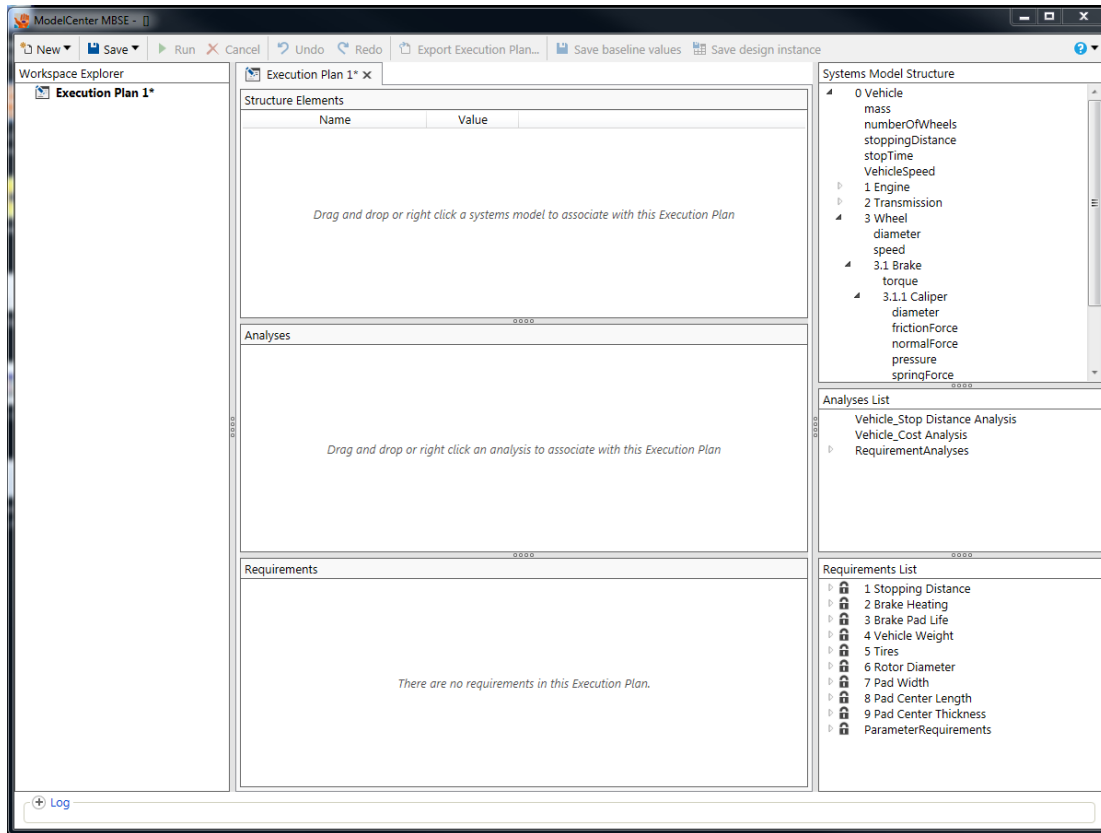 ModelCenter MBSE - []
New Save Run Cancel Undo Redo Export Execution Plan... Save baseline values Save design instance
Workspace Explorer
Execution Plan 1*
Execution Plan 1*
Structure Elements
Name Value
Drag and drop or right click a systems model to associate with this Execution Plan
Analyses
Drag and drop or right click an analysis to associate with this Execution Plan
Requirements
There are no requirements in this Execution Plan.
Systems Model Structure
0 Vehicle
mass
numberOfWheels
stoppingDistance
stopTime
VehicleSpeed
1 Engine
2 Transmission
3 Wheel
diameter
speed
3.1 Brake
torque
3.1.1 Caliper
diameter
frictionForce
normalForce
pressure
springForce
Analyses List
Vehicle_Stop Distance Analysis
Vehicle_Cost Analysis
RequirementAnalyses
Requirements List
1 Stopping Distance
2 Brake Heating
3 Brake Pad Life
4 Vehicle Weight
5 Tires
6 Rotor Diameter
7 Pad Width
8 Pad Center Length
9 Pad Center Thickness
ParameterRequirements
Log